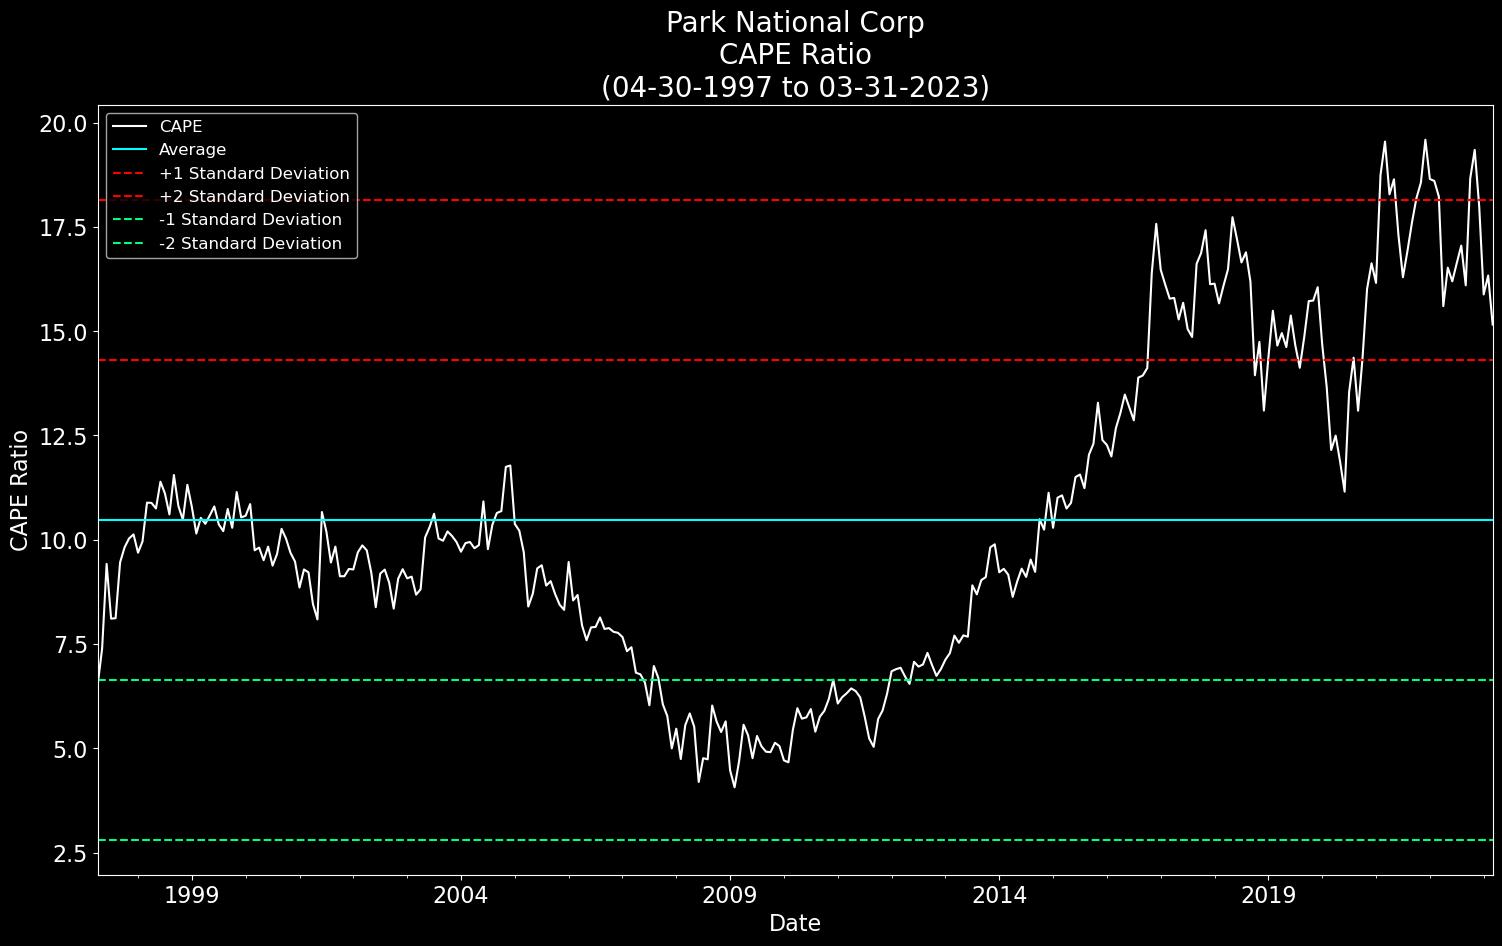 Park National Corp
CAPE Ratio
(04-30-1997 to 03-31-2023)
CAPE
Average
+1 Standard Deviation
+2 Standard Deviation
-1 Standard Deviation
-2 Standard Deviation
20.0
17.5
15.0
12.5
10.0
7.5
5.0
2.5
CAPE Ratio
1999 2004 2009 2014 2019
Date